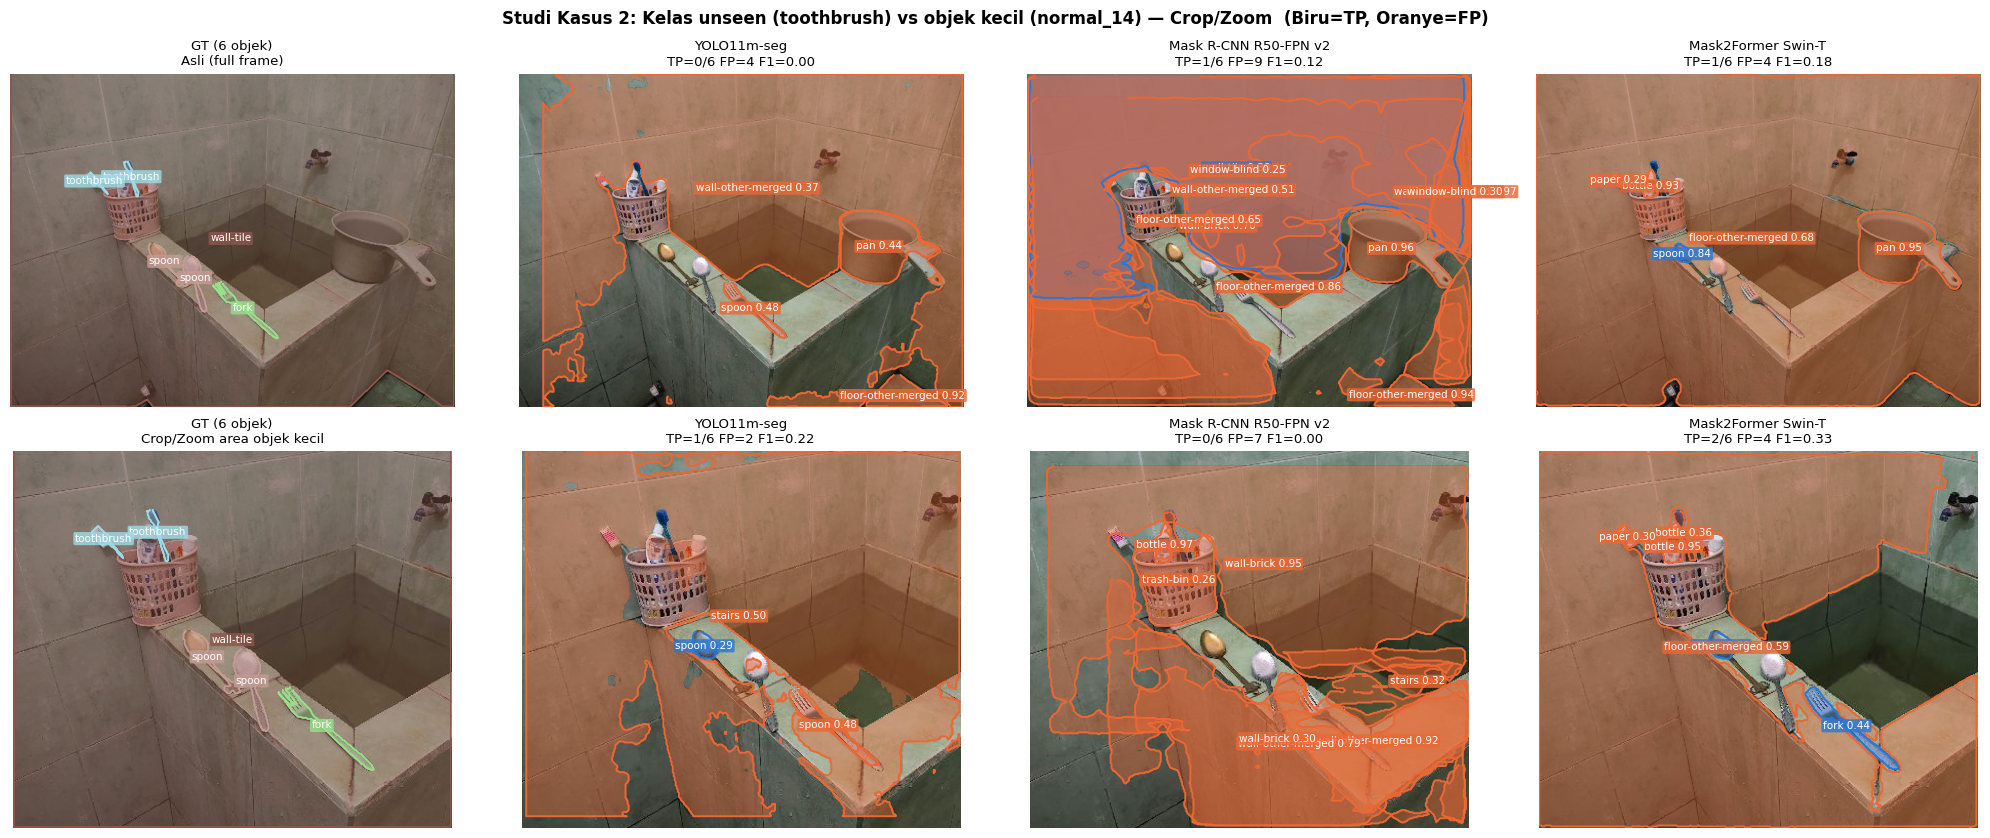 Studi Kasus 2: Kelas unseen (toothbrush) vs objek kecil (normal_14) — Crop/Zoom  (Biru=TP, Oranye=FP)
GT (6 objek)
Asli (full frame)
toothbrush
toothbrush
wall-tile
spoon
spoon
fork
YOLO11m-seg
TP=0/6 FP=4 F1=0.00
wall-other-merged 0.37
pan 0.44
spoon 0.48
floor-other-merged 0.92
Mask R-CNN R50-FPN v2
TP=1/6 FP=9 F1=0.12
window-blind 0.25
wall-other-merged 0.51
window-blind 0.30
floor-other-merged 0.65
pan 0.96
floor-other-merged 0.86
floor-other-merged 0.94
Mask2Former Swin-T
TP=1/6 FP=4 F1=0.18
paper 0.29
bottle 0.93
floor-other-merged 0.68
spoon 0.84
pan 0.95
GT (6 objek)
Crop/Zoom area objek kecil
toothbrush
toothbrush
wall-tile
spoon
spoon
fork
YOLO11m-seg
TP=1/6 FP=2 F1=0.22
stairs 0.50
spoon 0.29
spoon 0.48
Mask R-CNN R50-FPN v2
TP=0/6 FP=7 F1=0.00
bottle 0.97
wall-brick 0.95
trash-bin 0.26
stairs 0.32
wall-brick 0.30
Mask2Former Swin-T
TP=2/6 FP=4 F1=0.33
paper 0.30
bottle 0.36
bottle 0.95
floor-other-merged 0.59
fork 0.44